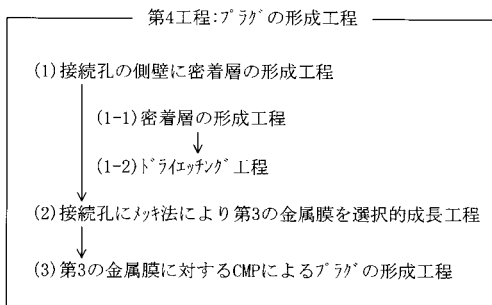 第4工程:ﾌﾟﾗｸﾞの形成工程
(1)接続孔の側壁に密着層の形成工程
(1-1)密着層の形成工程
(1-2)ﾄﾞﾗｲｴｯﾁﾝｸﾞ工程
(2)接続孔にﾒｯｷ法により第3の金属膜を選択的成長工程
(3)第3の金属膜に対するCMPによるﾌﾟﾗｸﾞの形成工程